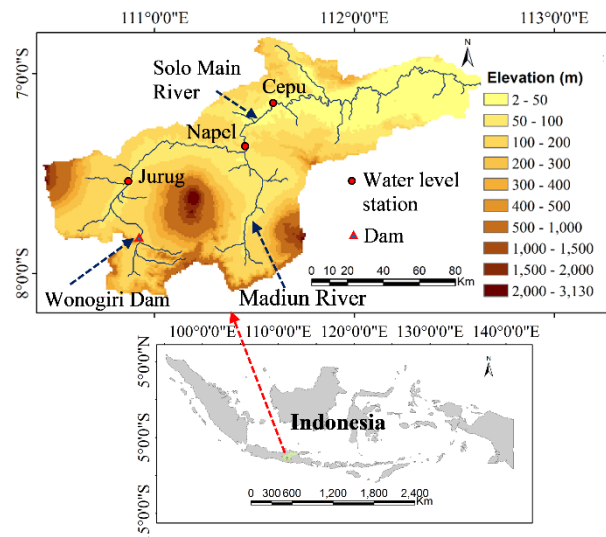 111°0'0"E 112°0'0"E 113°0'0"E
7°0'0"S
8°0'0"S
N
Solo Main
River
Cepu
Napel
Jurug
Wonogiri Dam
Madiun River
Water level
station
Dam
0 10 20 40 60 80
Km
Elevation (m)
2 - 50
50 - 100
100 - 200
200 - 300
300 - 400
400 - 500
500 - 1,000
1,000 - 1,500
1,500 - 2,000
2,000 - 3,130
100°0'0"E 110°0'0"E 120°0'0"E 130°0'0"E 140°0'0"E
5°0'0"N
5°0'0"S
5°0'0"S
5°0'0"S
N
Indonesia
0 300 600 1,200 1,800 2,400
Km